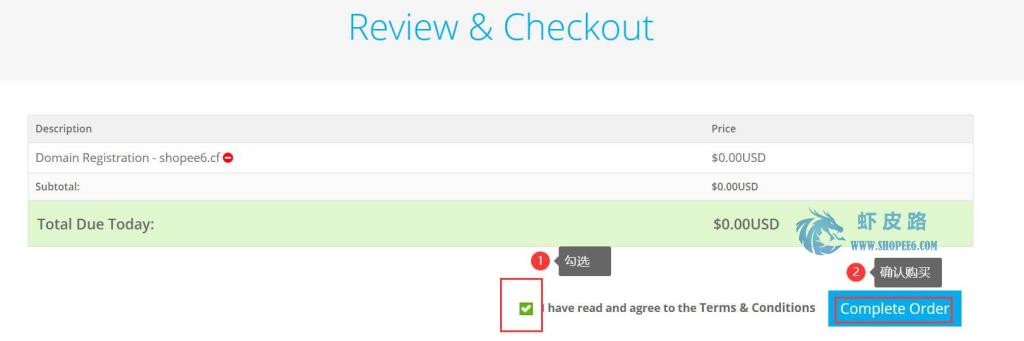 Review & Checkout
Description Price
Domain Registration - shopee6.cf $0.00USD
Subtotal: $0.00USD
Total Due Today: $0.00USD
虾皮路
WWW.SHOPEE6.COM
1 勾选
2 确认购买
I have read and agree to the Terms & Conditions Complete Order